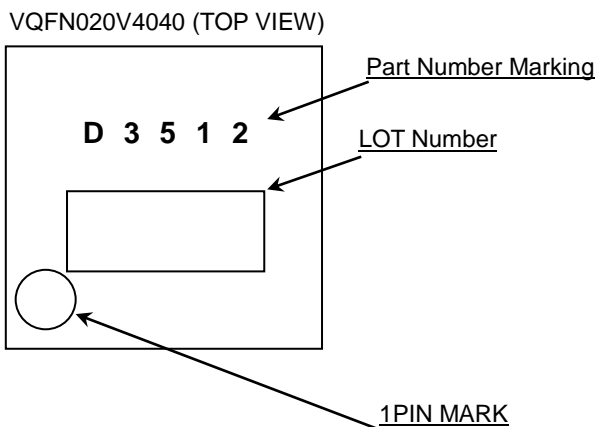 VQFN020V4040 (TOP VIEW)
Part Number Marking
D 3 5 1 2
LOT Number
1PIN MARK